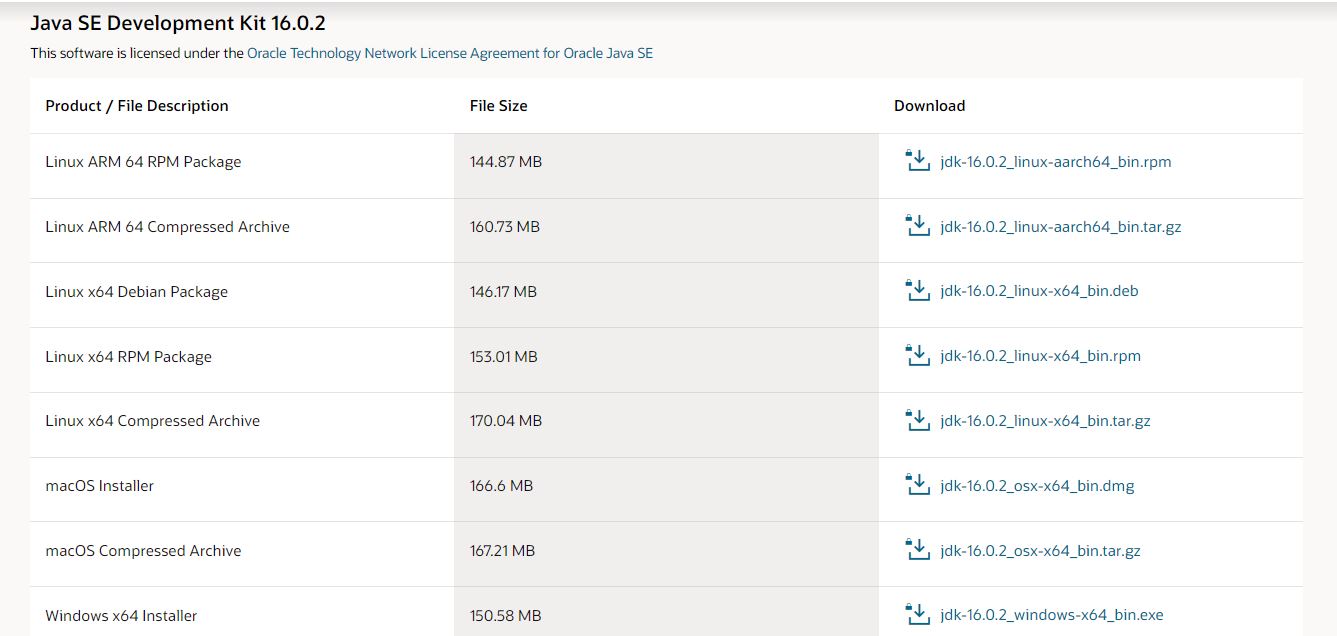 Java SE Development Kit 16.0.2
This software is licensed under the Oracle Technology Network License Agreement for Oracle Java SE
Product / File Description File Size Download
Linux ARM 64 RPM Package 144.87 MB jdk-16.0.2_linux-aarch64_bin.rpm
Linux ARM 64 Compressed Archive 160.73 MB jdk-16.0.2_linux-aarch64_bin.tar.gz
Linux x64 Debian Package 146.17 MB jdk-16.0.2_linux-x64_bin.deb
Linux x64 RPM Package 153.01 MB jdk-16.0.2_linux-x64_bin.rpm
Linux x64 Compressed Archive 170.04 MB jdk-16.0.2_linux-x64_bin.tar.gz
macOS Installer 166.6 MB jdk-16.0.2_osx-x64_bin.dmg
macOS Compressed Archive 167.21 MB jdk-16.0.2_osx-x64_bin.tar.gz
Windows x64 Installer 150.58 MB jdk-16.0.2_windows-x64_bin.exe